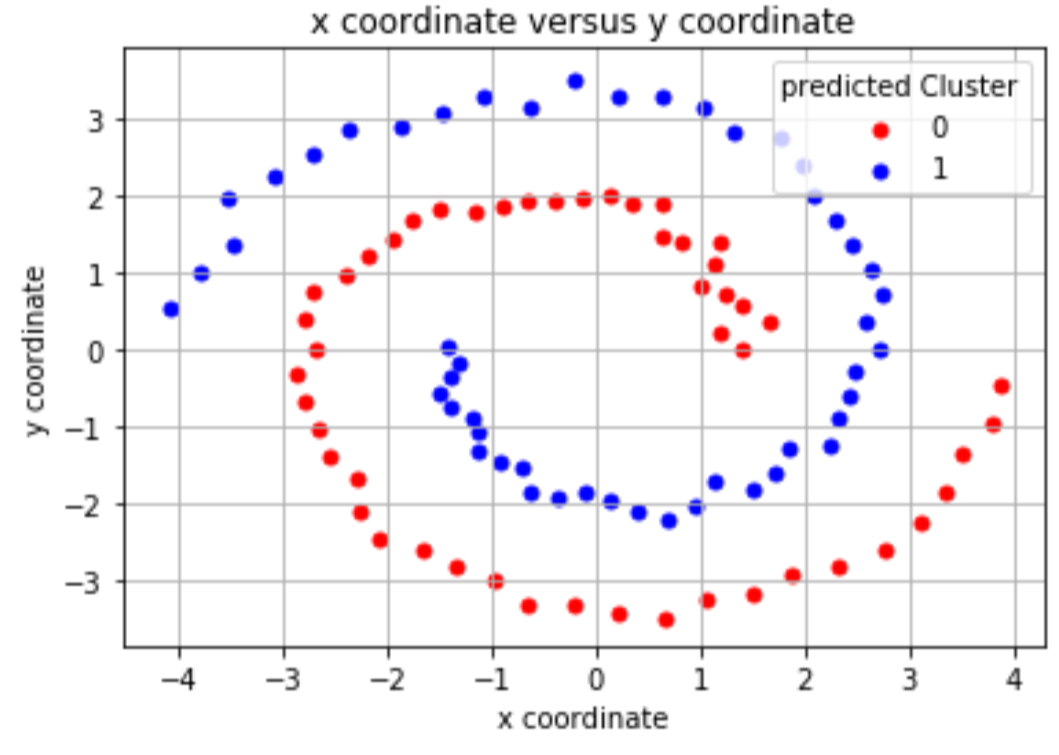 x coordinate versus y coordinate
predicted Cluster
0
1
3
2
1
0
−1
−2
−3
y coordinate
−4 −3 −2 −1 0 1 2 3 4
x coordinate